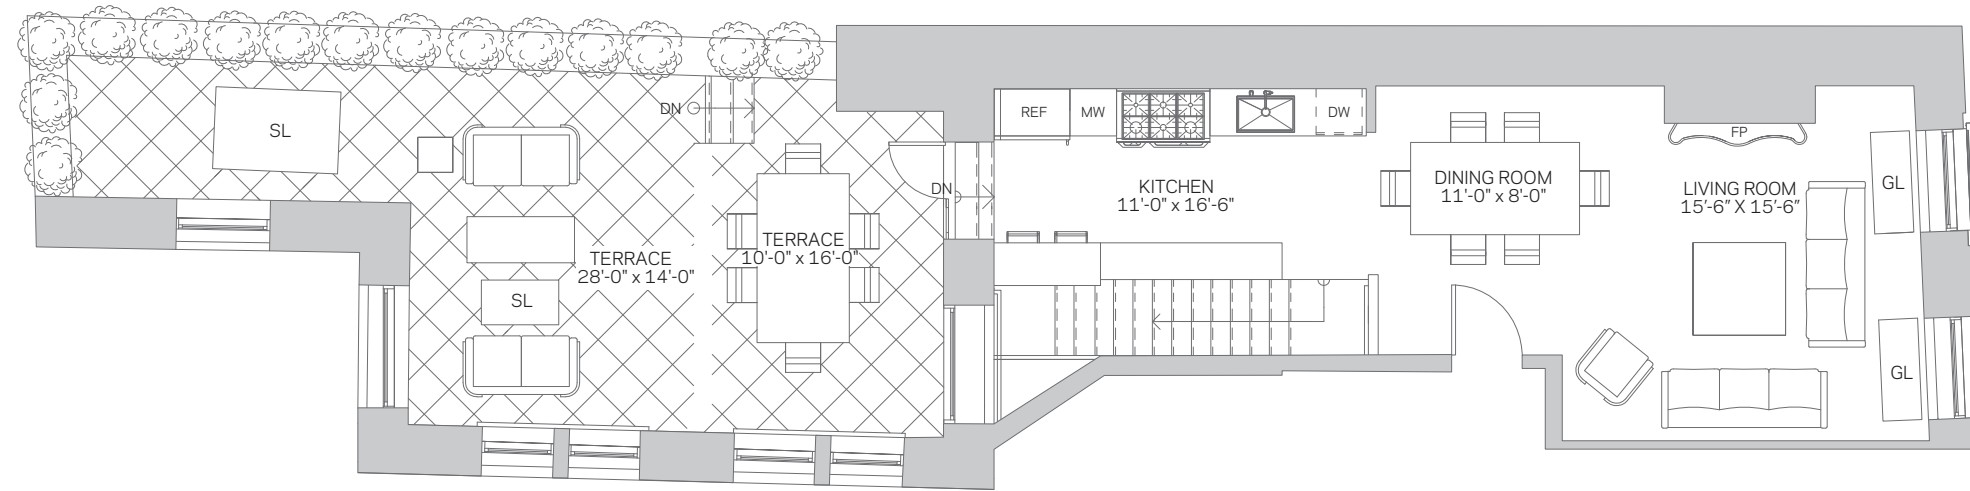 SL
DN
TERRACE
28'-0" x 14'-0"
SL
TERRACE
10'-0" x 16'-0"
DN
REF
MW
DW
KITCHEN
11'-0" x 16'-6"
DINING ROOM
11'-0" x 8'-0"
FP
LIVING ROOM
15'-6" X 15'-6"
GL
GL